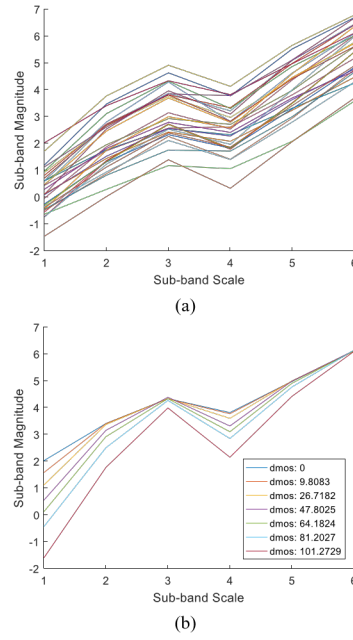 7
6
5
4
3
2
1
0
-1
-2
Sub-band Magnitude
1 2 3 4 5 6
Sub-band Scale
(a)
7
6
5
4
3
2
1
0
-1
-2
Sub-band Magnitude
dmos: 0
dmos: 9.8083
dmos: 26.7182
dmos: 47.8025
dmos: 64.1824
dmos: 81.2027
dmos: 101.2729
1 2 3 4 5 6
Sub-band Scale
(b)